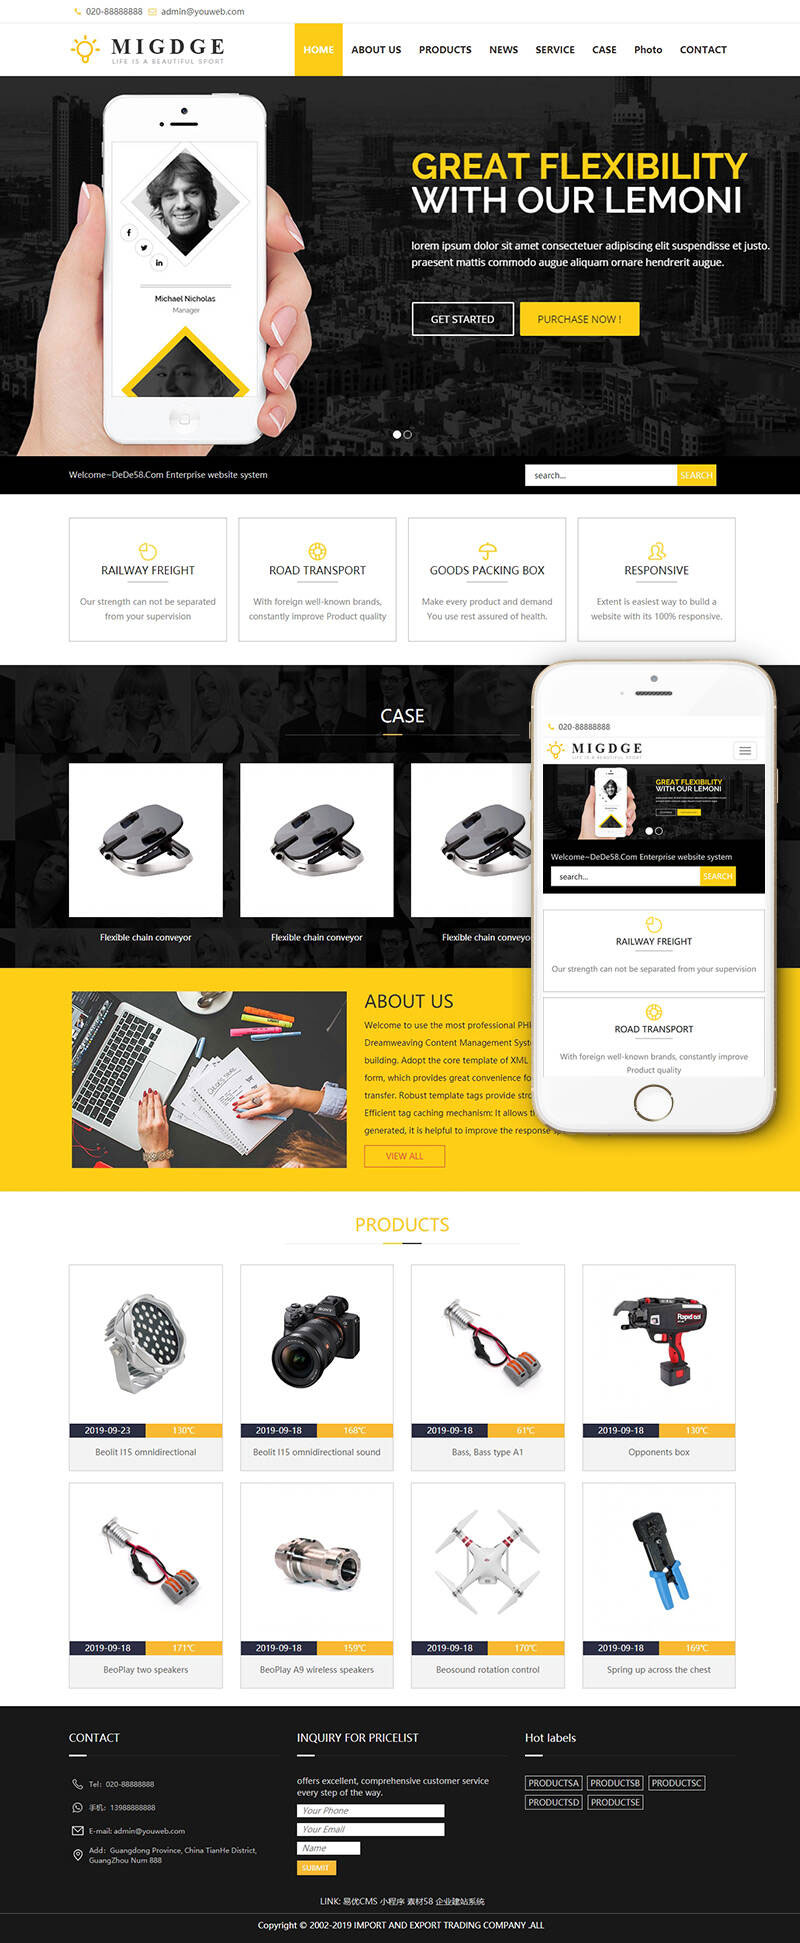 020-88888888 admin@youweb.com
MIGDGE
LIFE IS A BEAUTIFUL SPORT
HOME ABOUT US PRODUCTS NEWS SERVICE CASE Photo CONTACT
GREAT FLEXIBILITY
WITH OUR LEMONI
lorem ipsum dolor sit amet consectetuer adipiscing elit suspendisse et justo.
praesent mattis commodo augue aliquam ornare hendrerit augue.
GET STARTED PURCHASE NOW !
Michael Nicholas
Manager
Welcome~DeDe58.Com Enterprise website system
search... SEARCH
RAILWAY FREIGHT
Our strength can not be separated
from your supervision
ROAD TRANSPORT
With foreign well-known brands,
constantly improve Product quality
GOODS PACKING BOX
Make every product and demand
You use rest assured of health.
RESPONSIVE
Extent is easiest way to build a
website with its 100% responsive.
CASE
Flexible chain conveyor
Flexible chain conveyor
Flexible chain conveyo
020-88888888
MIGDGE
LIFE IS A BEAUTIFUL SPORT
GREAT FLEXIBILITY
WITH OUR LEMONI
Welcome~DeDe58.Com Enterprise website system
search... SEARCH
RAILWAY FREIGHT
Our strength can not be separated from your supervision
ROAD TRANSPORT
With foreign well-known brands, constantly improve
Product quality
ABOUT US
Welcome to use the most professional PH
Dreamweaving Content Management Syst
building. Adopt the core template of XML
form, which provides great convenience fo
transfer. Robust template tags provide stro
Efficient tag caching mechanism: It allows t
generated, it is helpful to improve the response
VIEW ALL
PRODUCTS
2019-09-23 130℃
Beolit I15 omnidirectional
2019-09-18 168℃
Beolit I15 omnidirectional sound
2019-09-18 61℃
Bass, Bass type A1
Rapid tool
2019-09-18 130℃
Opponents box
2019-09-18 171℃
BeoPlay two speakers
2019-09-18 159℃
BeoPlay A9 wireless speakers
2019-09-18 170℃
Beosound rotation control
2019-09-18 169℃
Spring up across the chest
CONTACT
Tel: 020-88888888
手机: 13988888888
E-mail: admin@youweb.com
Add: Guangdong Province, China TianHe District,
GuangZhou Num 888
INQUIRY FOR PRICELIST
offers excellent, comprehensive customer service
every step of the way.
Your Phone
Your Email
Name
SUBMIT
Hot labels
PRODUCTSA PRODUCTSB PRODUCTSC
PRODUCTSD PRODUCTSE
LINK: 易优CMS 小程序 素材58 企业建站系统
Copyright © 2002-2019 IMPORT AND EXPORT TRADING COMPANY .ALL